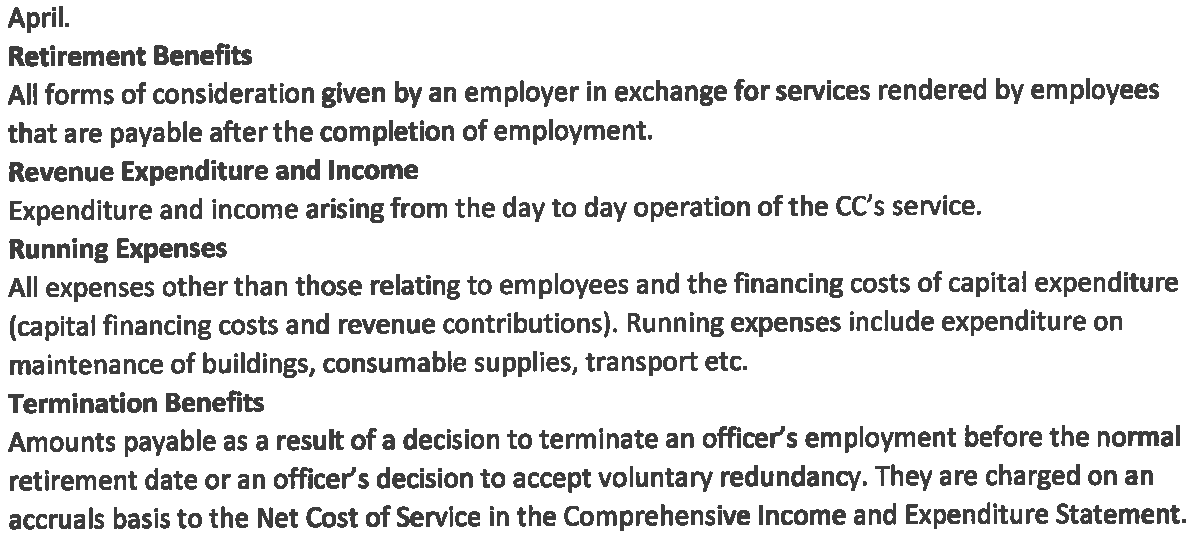 April.
Retirement Benefits
All forms of consideration given by an employer in exchange for services rendered by employees
that are payable after the completion of employment.
Revenue Expenditure and Income
Expenditure and income arising from the day to day operation of the CC's service.
Running Expenses
All expenses other than those relating to employees and the financing costs of capital expenditure
(capital financing costs and revenue contributions). Running expenses include expenditure on
maintenance of buildings, consumable supplies, transport etc.
Termination Benefits
Amounts payable as a result of a decision to terminate an officer's employment before the normal
retirement date or an officer's decision to accept voluntary redundancy. They are charged on an
accruals basis to the Net Cost of Service in the Comprehensive Income and Expenditure Statement.